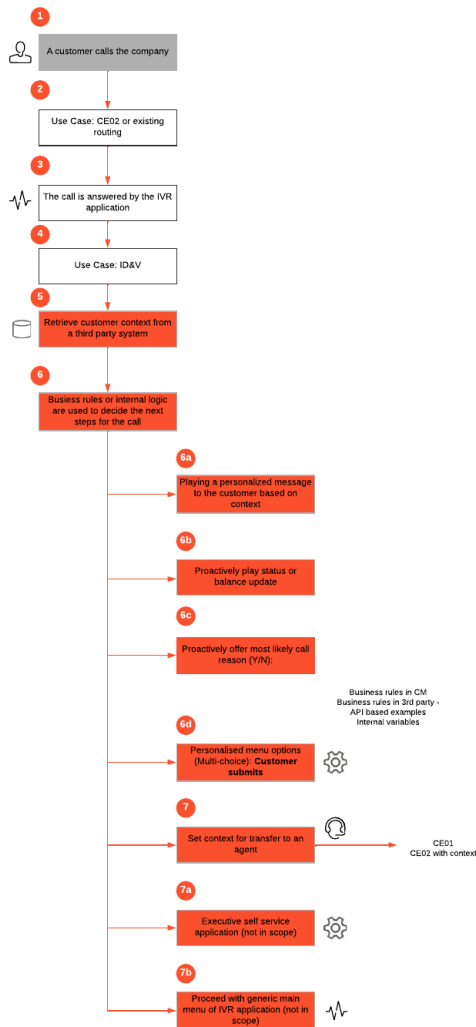 1
A customer calls the company
2
Use Case: CE02 or existing
routing
3
The call is answered by the IVR
application
4
Use Case: ID&V
5
Retrieve customer context from
a third party system
6
Busiess rules or internal logic
are used to decide the next
steps for the call
6a
Playing a personalized message
to the customer based on
context
6b
Proactively play status or
balance update
6c
Proactively offer most likely call
reason (Y/N):
Business rules in CM
Business rules in 3rd party -
API based examples
Internal variables
6d
Personalised menu options
(Multi-choice): Customer
submits
7
Set context for transfer to an
agent
CE01
CE02 with context
7a
Executive self service
application (not in scope)
7b
Proceed with generic main
menu of IVR application (not in
scope)